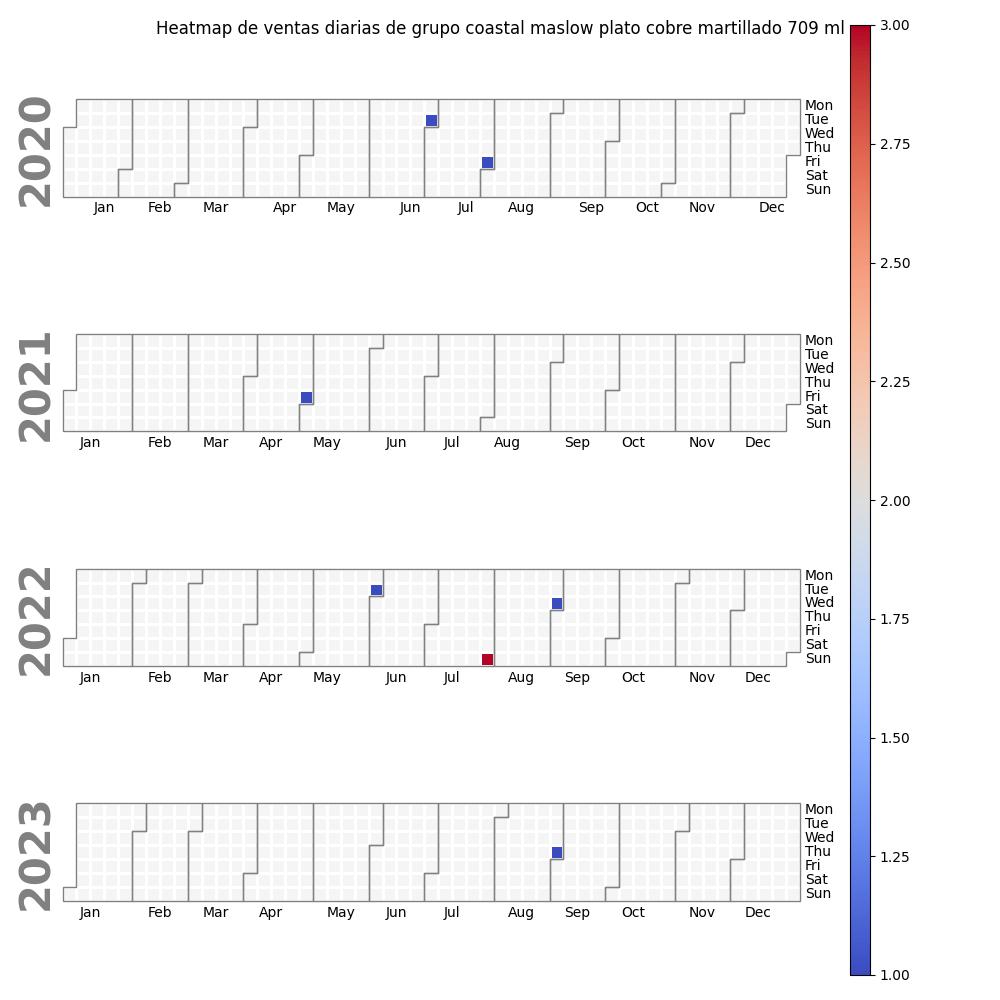 Heatmap de ventas diarias de grupo coastal maslow plato cobre martillado 709 ml
2020
Mon
Tue
Wed
Thu
Fri
Sat
Sun
Jan Feb Mar Apr May Jun Jul Aug Sep Oct Nov Dec
2021
Mon
Tue
Wed
Thu
Fri
Sat
Sun
Jan Feb Mar Apr May Jun Jul Aug Sep Oct Nov Dec
2022
Mon
Tue
Wed
Thu
Fri
Sat
Sun
Jan Feb Mar Apr May Jun Jul Aug Sep Oct Nov Dec
2023
Mon
Tue
Wed
Thu
Fri
Sat
Sun
Jan Feb Mar Apr May Jun Jul Aug Sep Oct Nov Dec
3.00
2.75
2.50
2.25
2.00
1.75
1.50
1.25
1.00